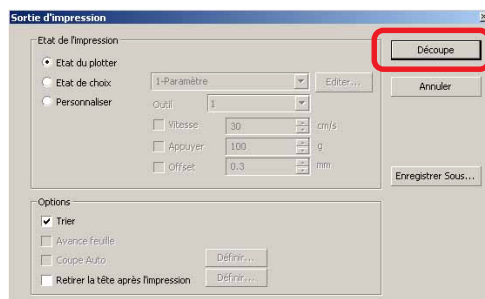 Sortie d'impression
Etat de l'impression
Etat du plotter
Etat de choix 1-Paramètre Editer...
Personnaliser Outil 1
Vitesse 30 cm/s
Appuyer 100 g
Offset 0.3 mm
Découpe
Annuler
Enregistrer Sous...
Options
Trier
Avance feuille
Coupe Auto Définir...
Retirer la tête après l'impression Définir...